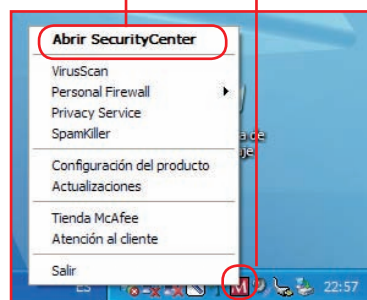 Abrir SecurityCenter
VirusScan
Personal Firewall
Privacy Service
SpamKiller
Configuración del producto
Actualizaciones
Tienda McAfee
Atención al cliente
Salir
ES
M
22:57